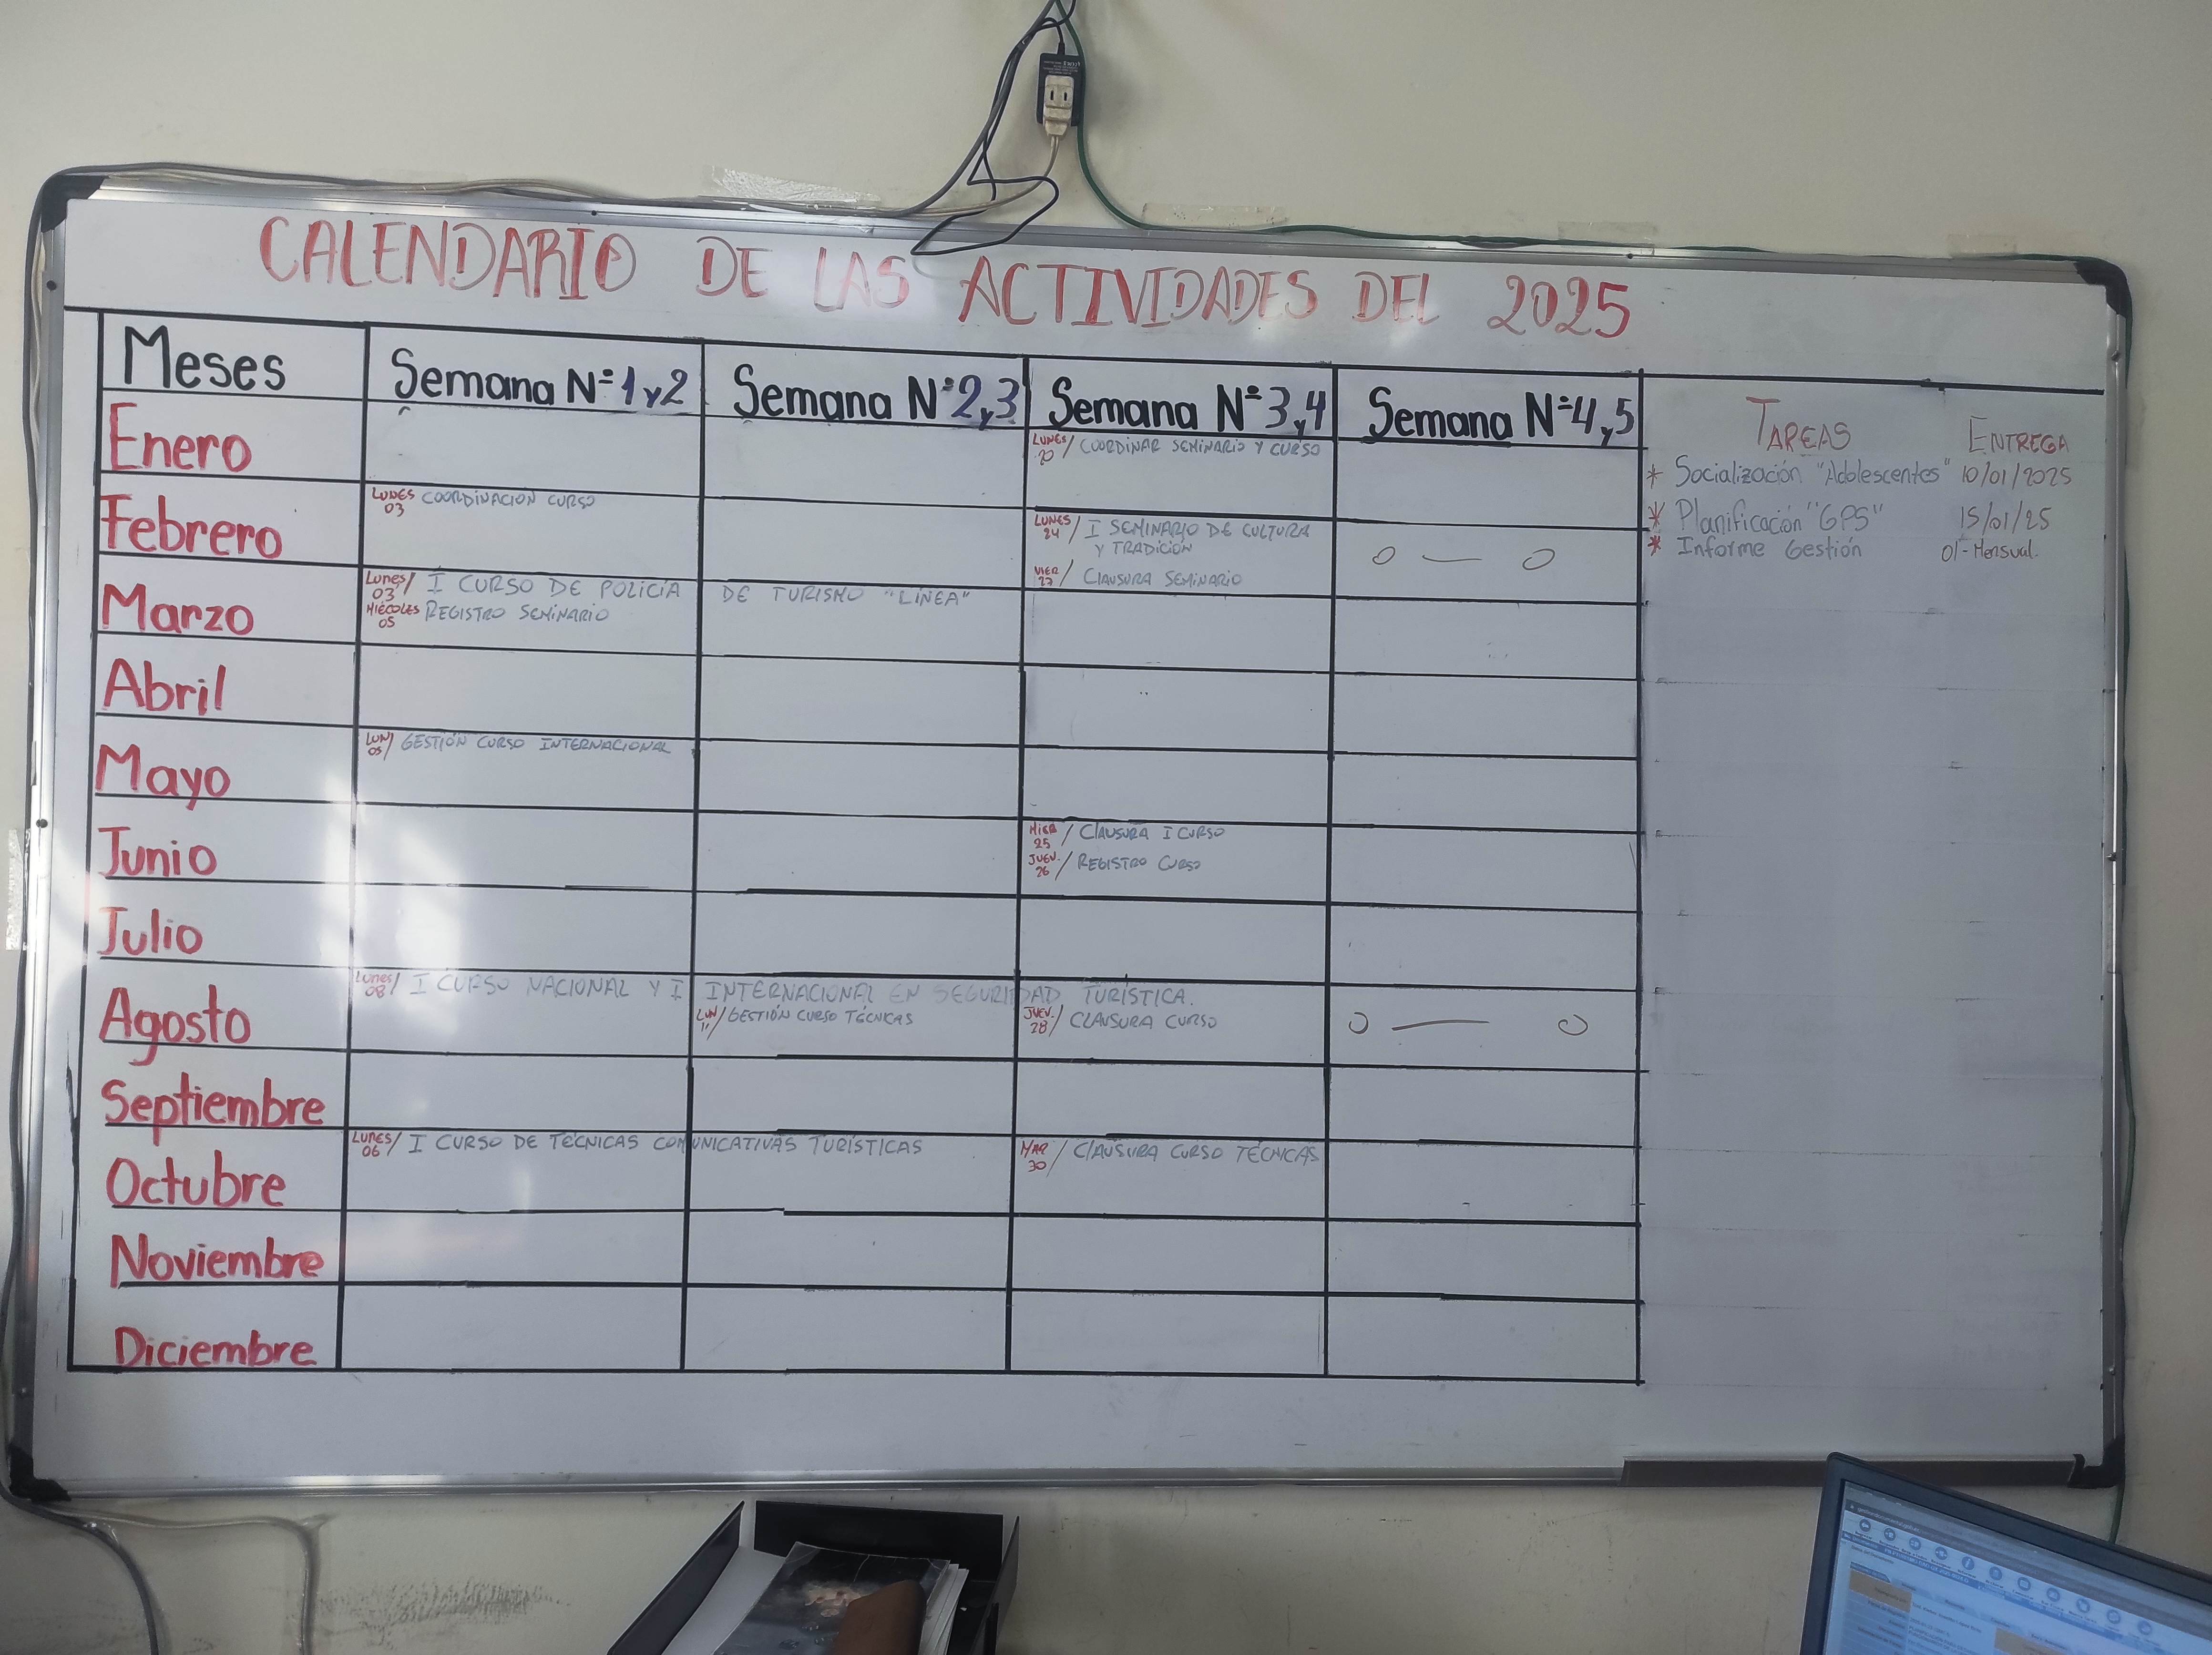 CALENDARIO DE LAS ACTIVIDADES DEL 2025
Meses
Semana Nº 1 y 2
Semana Nº 2 y 3
Semana Nº 3 y 4
Semana Nº 4 y 5
TAREAS
ENTREGA
* Socialización "Adolescentes" 10/01/2025
* Planificación "GPS" 15/01/25
* Informe Gestión 01-Mensual.
Enero
LUNES 20 / COORDINAR SEMINARIO Y CURSO
Febrero
LUNES 03 COORDINACION CURSO
LUNES 24 / I SEMINARIO DE CULTURA
Y TRADICIÓN
VIER 27 / CLAUSURA SEMINARIO
Marzo
Lunes 03 / I CURSO DE POLICÍA DE TURISMO "LÍNEA"
MIÉCOLES 05 REGISTRO SEMINARIO
Abril
Mayo
LUN 05 / GESTIÓN CURSO INTERNACIONAL
Junio
MIER 25 / CLAUSURA I CURSO
JUEV. 26 / REGISTRO CURSO
Julio
Agosto
Lunes 08 / I CURSO NACIONAL Y I INTERNACIONAL EN SEGURIDAD TURÍSTICA.
LUN 11 / GESTIÓN CURSO TÉCNICAS
JUEV. 28 / CLAUSURA CURSO
Septiembre
Octubre
LUNES 06 / I CURSO DE TÉCNICAS COMUNICATIVAS TURÍSTICAS
MAR 30 / CLAUSURA CURSO TÉCNICAS
Noviembre
Diciembre